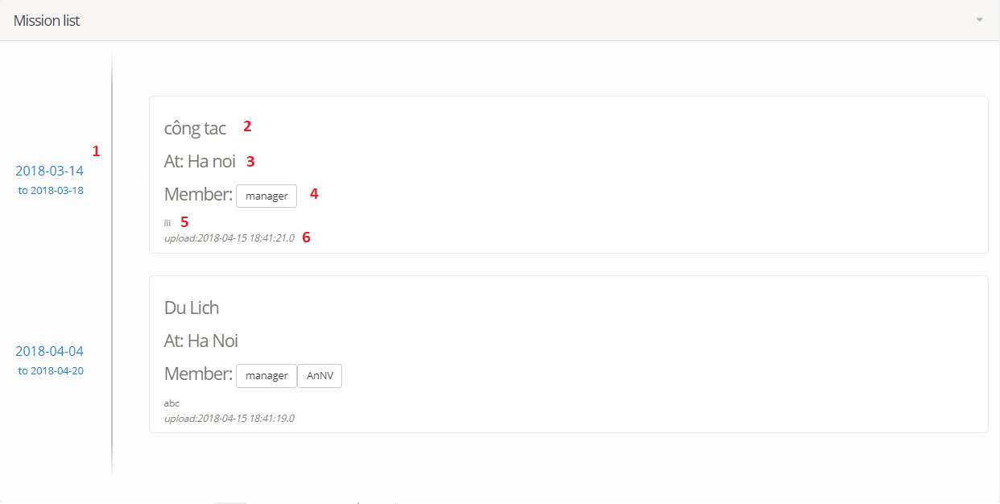 Mission list
1
2018-03-14
to 2018-03-18
công tac 2
At: Ha noi 3
Member: manager 4
iii 5
upload:2018-04-15 18:41:21.0 6
2018-04-04
to 2018-04-20
Du Lich
At: Ha Noi
Member: manager AnNV
abc
upload:2018-04-15 18:41:19.0